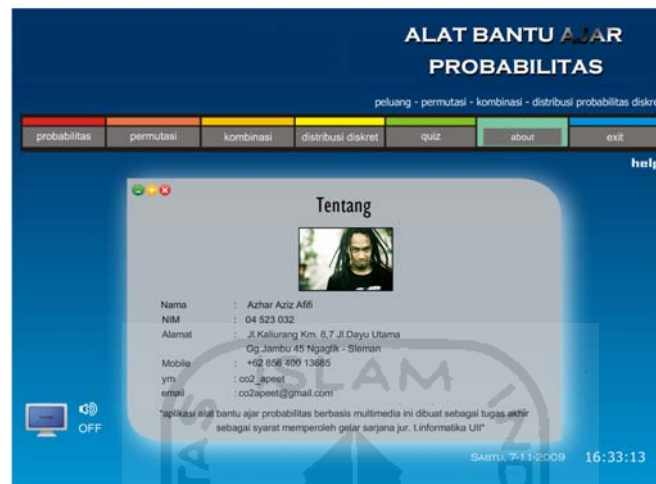 ALAT BANTU AJAR
PROBABILITAS
peluang - permutasi - kombinasi - distribusi probabilitas diskre
probabilitas permutasi kombinasi distribusi diskret quiz about exit
help
Tentang
Nama : Azhar Aziz Afifi
NIM : 04 523 032
Alamat : Jl.Kaliurang Km. 8,7 Jl.Dayu Utama
Gg.Jambu 45 Ngaglik - Sleman
Mobile : +62 856 400 13685
ym : co2_apeet
email : co2apeet@gmail.com
"aplikasi alat bantu ajar probabilitas berbasis multimedia ini dibuat sebagai tugas akhir
sebagai syarat memperoleh gelar sarjana jur. t.informatika UII"
OFF
SABTU, 7-11-2009 16:33:13
ISLAM
TAS